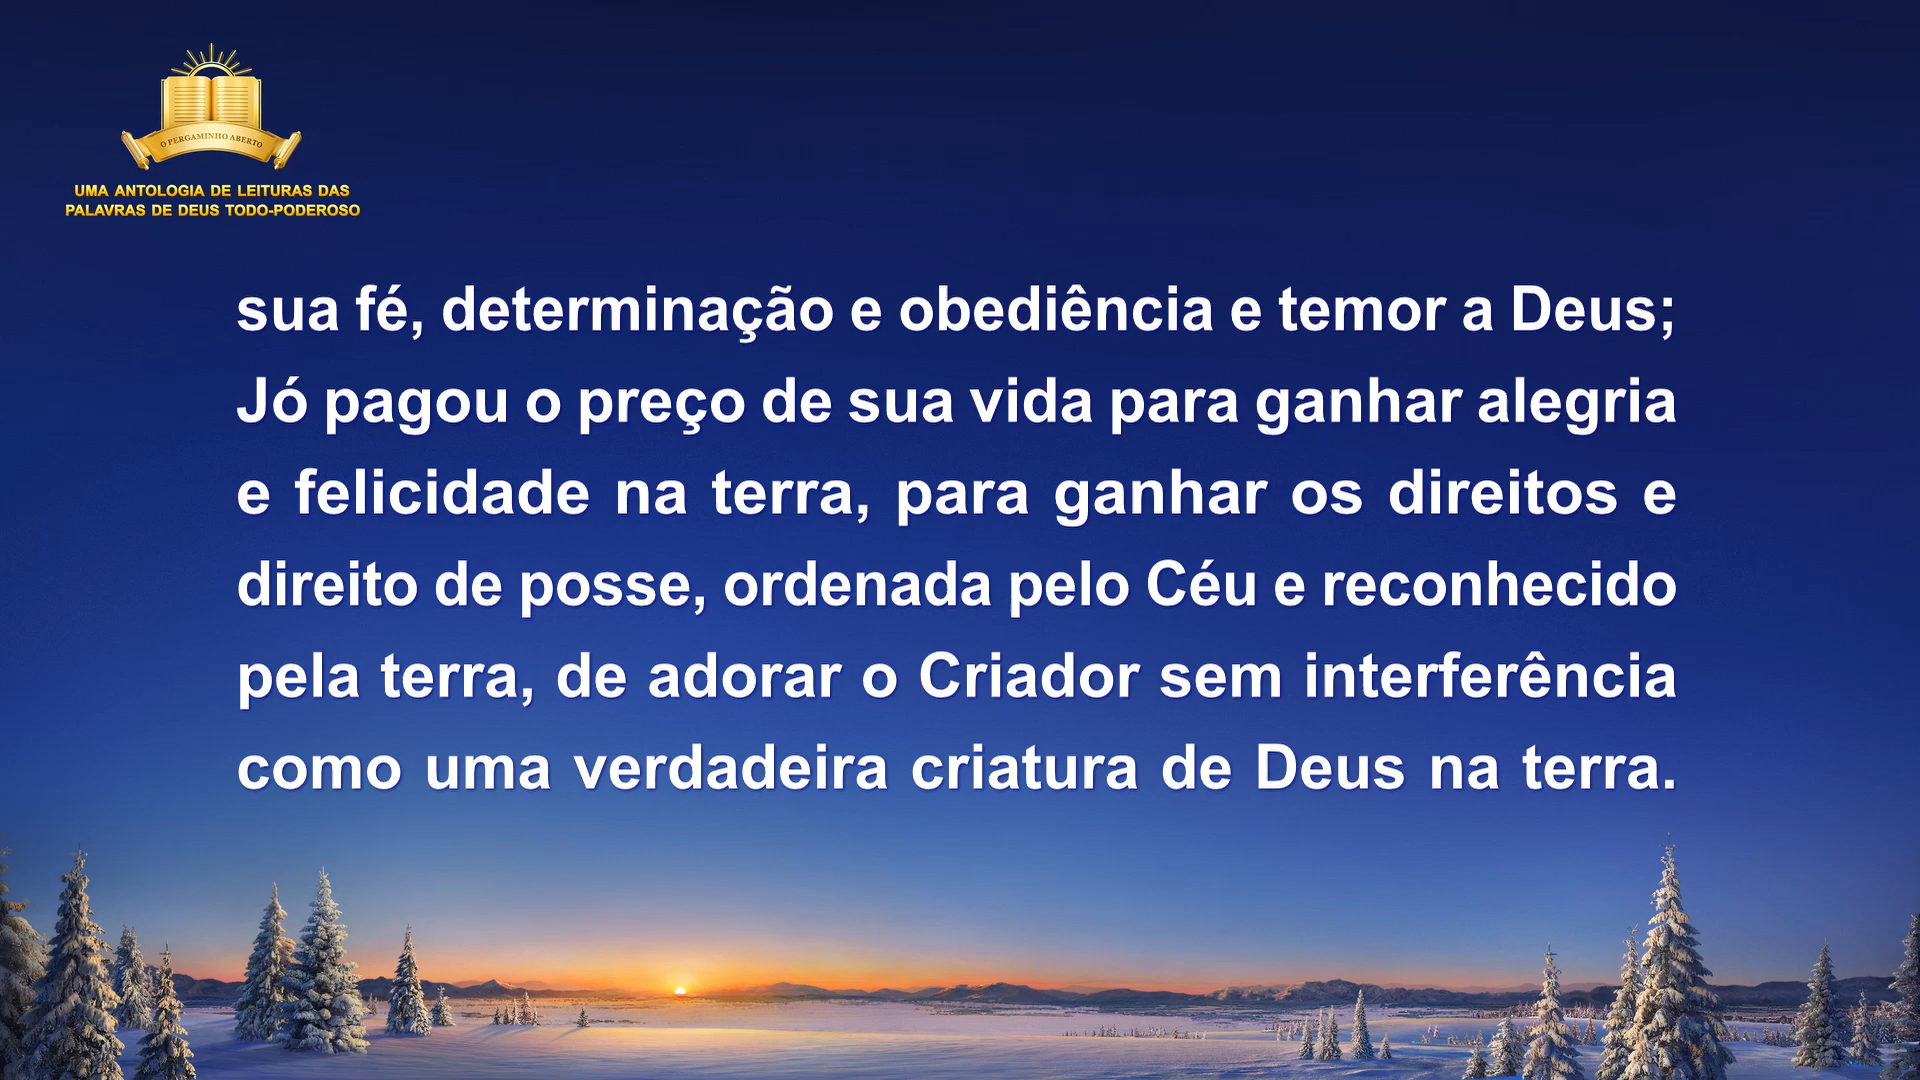 O PERGAMINHO ABERTO
UMA ANTOLOGIA DE LEITURAS DAS
PALAVRAS DE DEUS TODO-PODEROSO
sua fé, determinação e obediência e temor a Deus;
Jó pagou o preço de sua vida para ganhar alegria
e felicidade na terra, para ganhar os direitos e
direito de posse, ordenada pelo Céu e reconhecido
pela terra, de adorar o Criador sem interferência
como uma verdadeira criatura de Deus na terra.